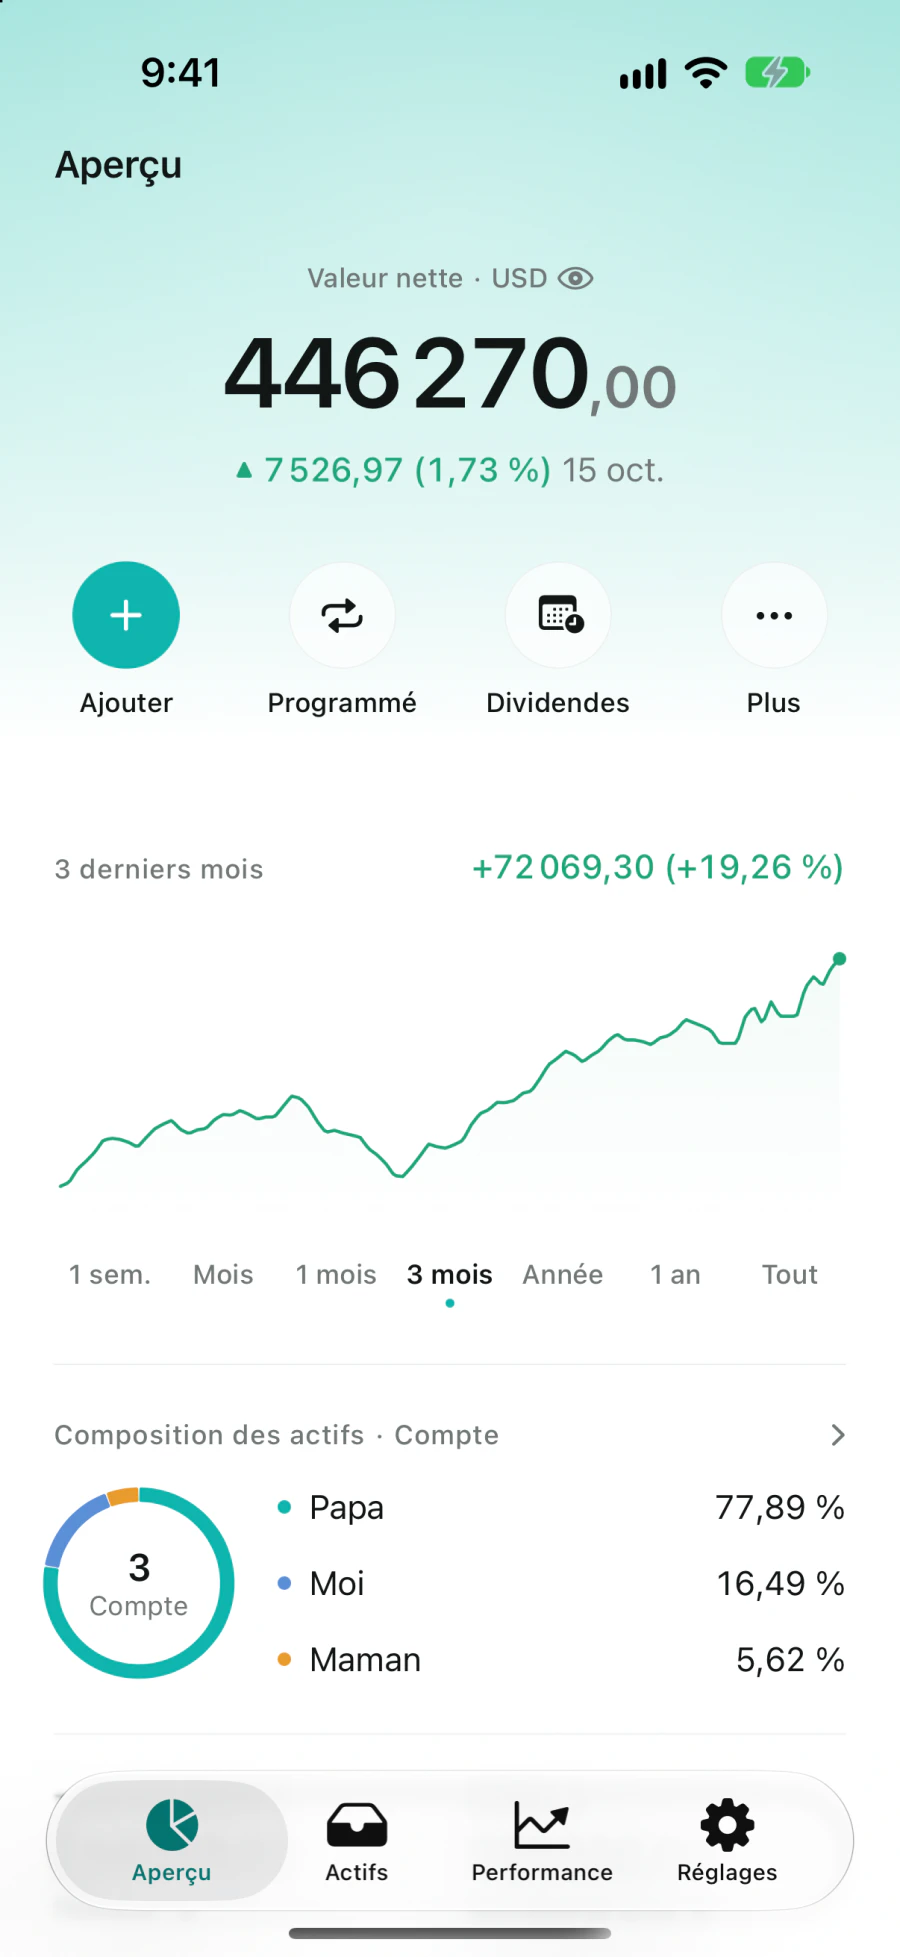 9:41
Aperçu
Valeur nette · USD
446 270,00
▲ 7 526,97 (1,73 %) 15 oct.
Ajouter
Programmé
Dividendes
Plus
3 derniers mois
+72 069,30 (+19,26 %)
1 sem.
Mois
1 mois
3 mois
Année
1 an
Tout
Composition des actifs · Compte
3
Compte
Papa 77,89 %
Moi 16,49 %
Maman 5,62 %
Aperçu
Actifs
Performance
Réglages